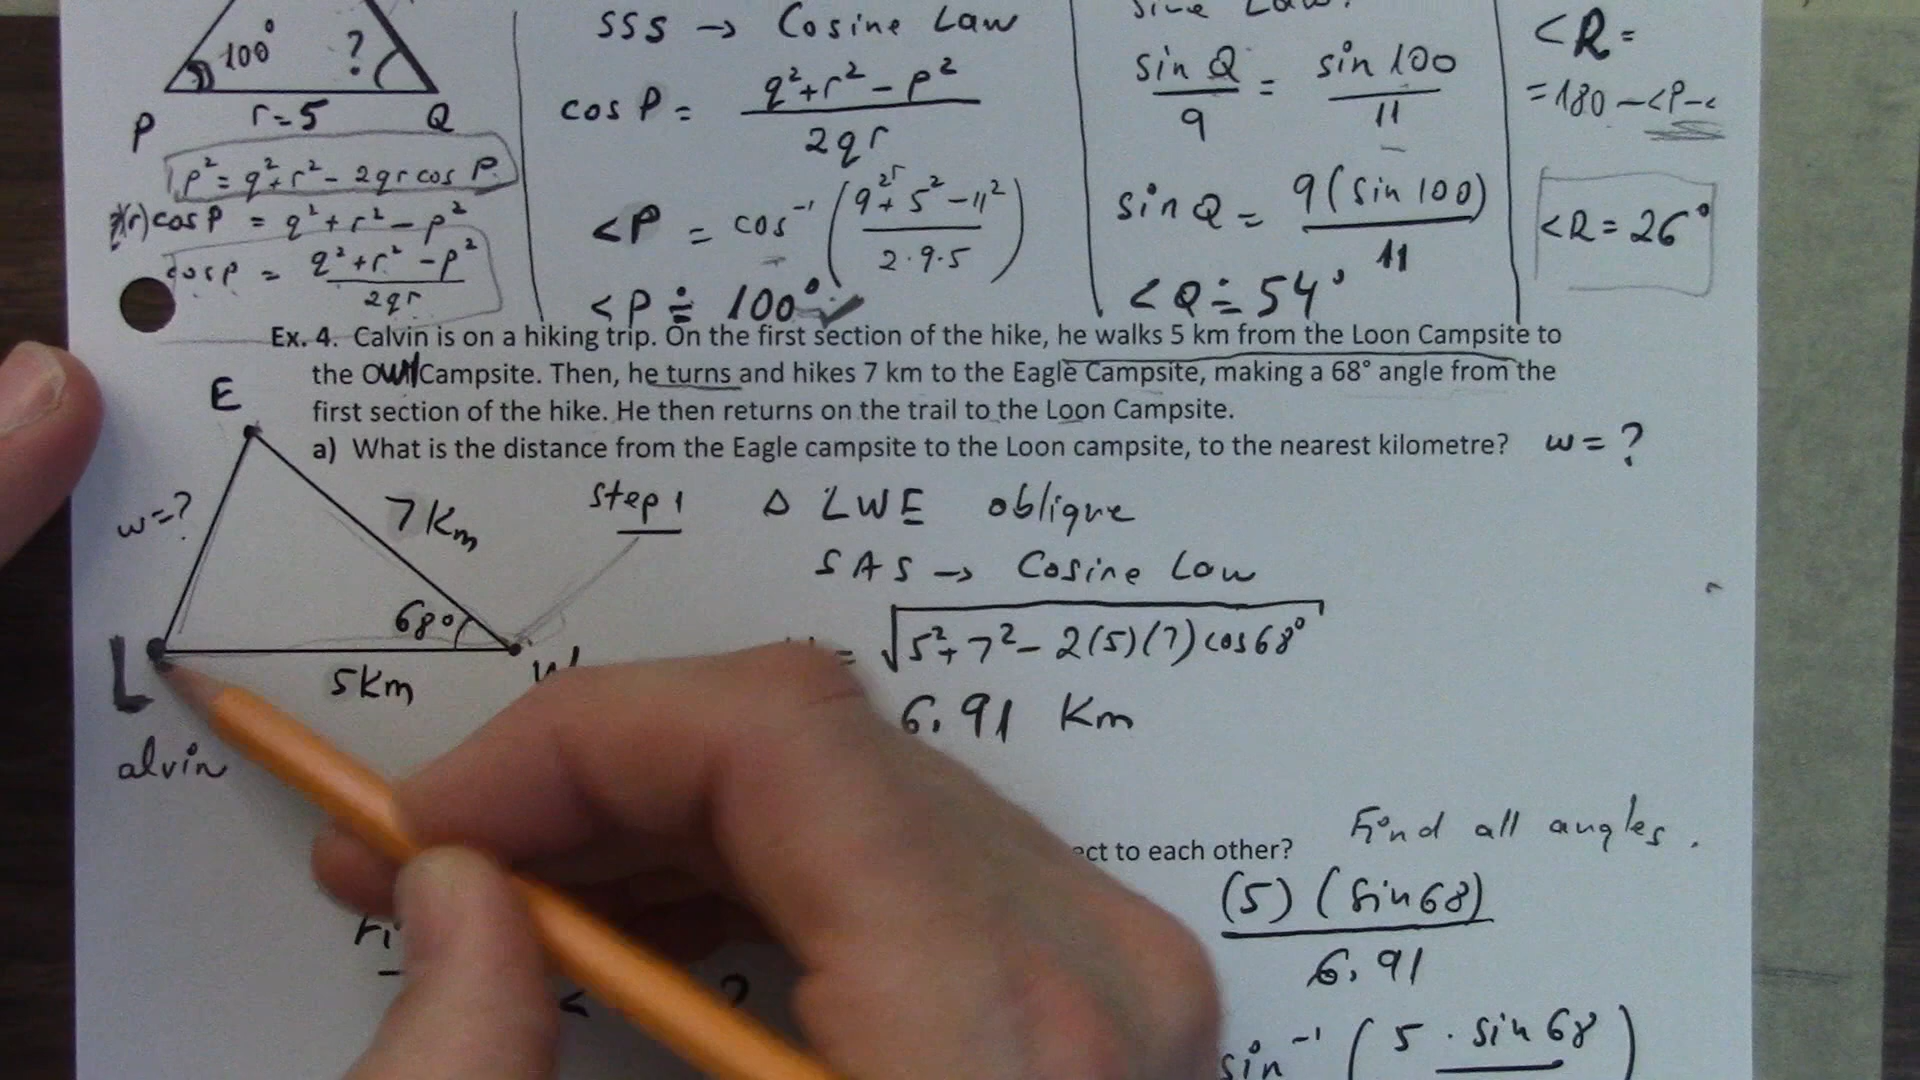 100° ?
r=5
P Q
p² = q²+r² - 2qr cos P
cos P = q²+r²-p²
cos P = q²+r²-p²
2qr
SSS → Cosine Law
cos P = q²+r²-p²
2qr
<P = cos⁻¹ (9²+5²-11²)
2·9·5
<P ≐ 100°
Sine Law
sin Q = sin 100
9 11
sin Q = 9(sin 100)
11
<Q ≐ 54°
<R =
= 180 - <P - <
<R = 26°
Ex. 4. Calvin is on a hiking trip. On the first section of the hike, he walks 5 km from the Loon Campsite to
the Campsite. Then, he turns and hikes 7 km to the Eagle Campsite, making a 68° angle from the
first section of the hike. He then returns on the trail to the Loon Campsite.
a) What is the distance from the Eagle campsite to the Loon campsite, to the nearest kilometre? w = ?
E
w=?
7 Km
68°
L
5 Km
W
alvin
Step 1
Δ LWE oblique
SAS → Cosine Law
= √5²+7²-2(5)(7)cos68°
6.91 Km
ect to each other? Find all angles.
(5) (sin 68)
6.91
sin⁻¹ (5 · sin 68)
< ?